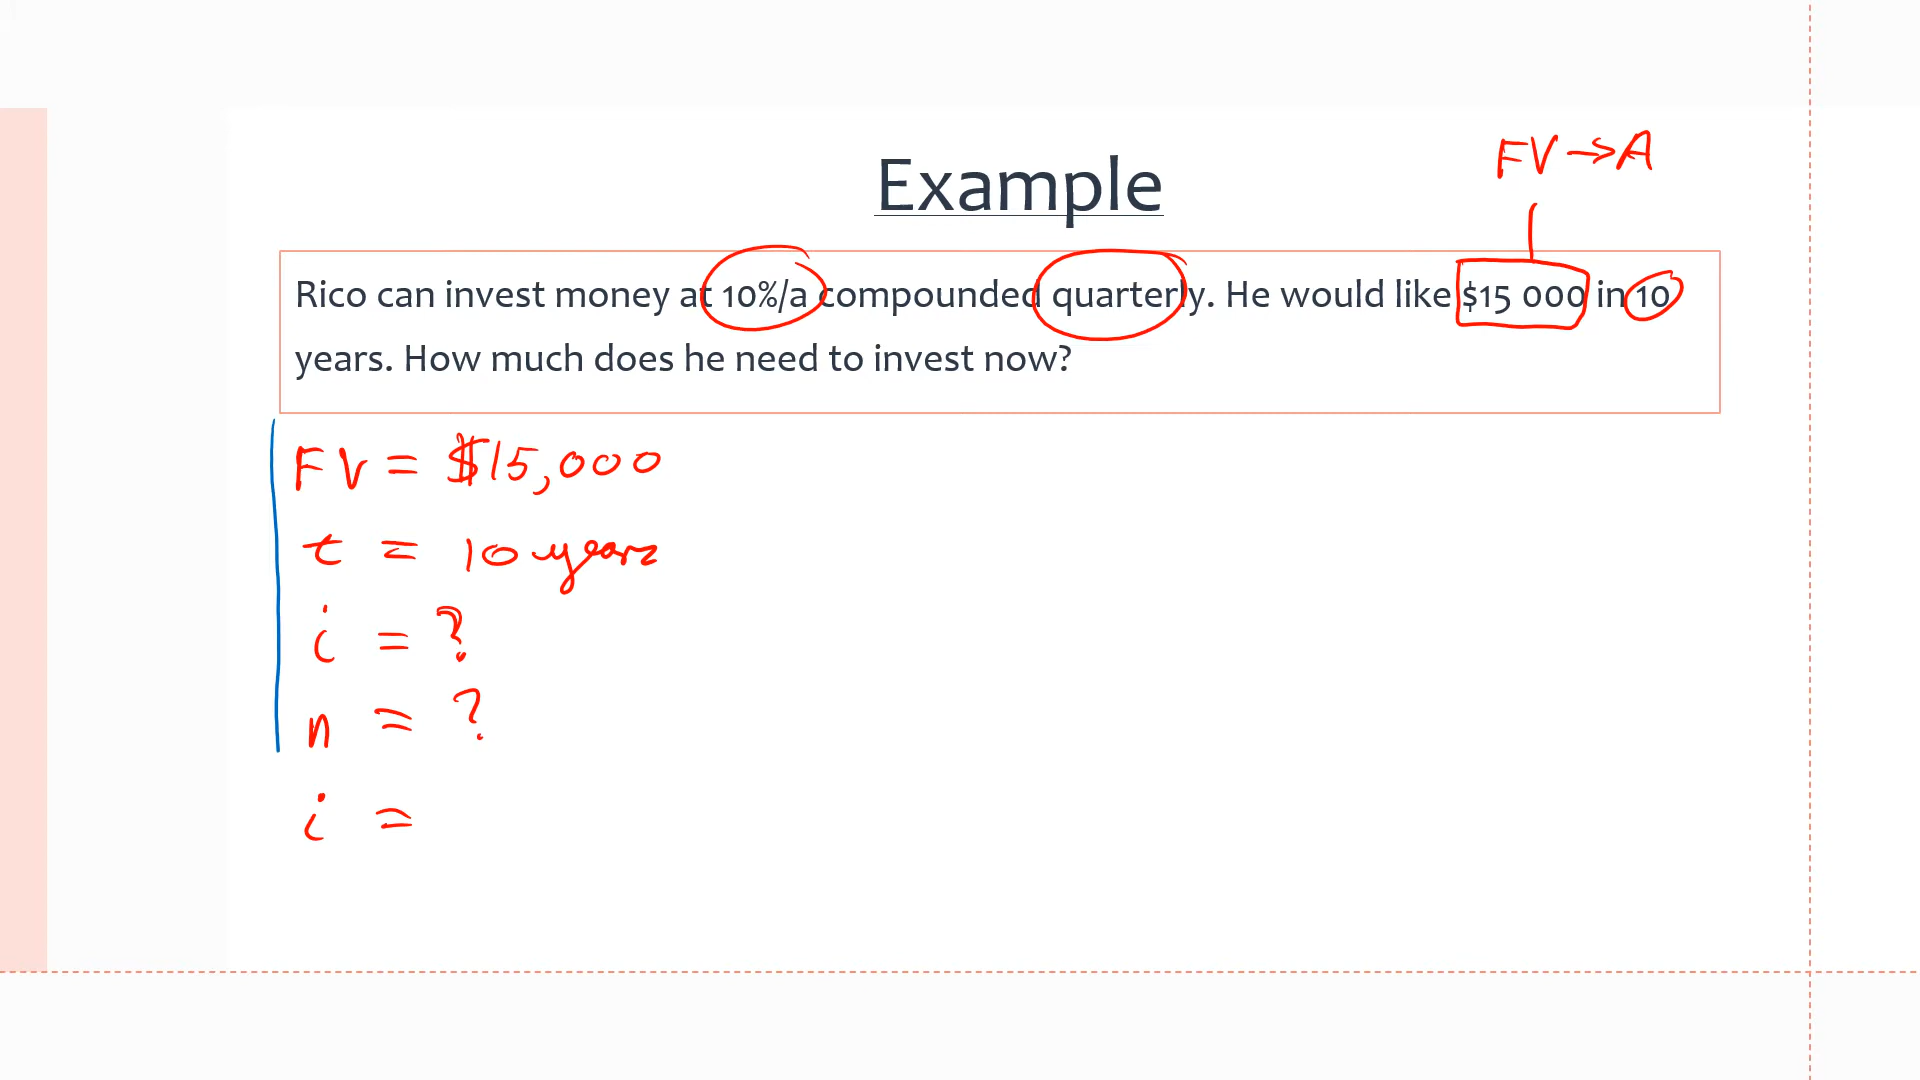 FV → A
Example
Rico can invest money at 10%/a compounded quarterly. He would like $15 000 in 10
years. How much does he need to invest now?
FV = $15,000
t = 10 years
i = ?
n = ?
i =